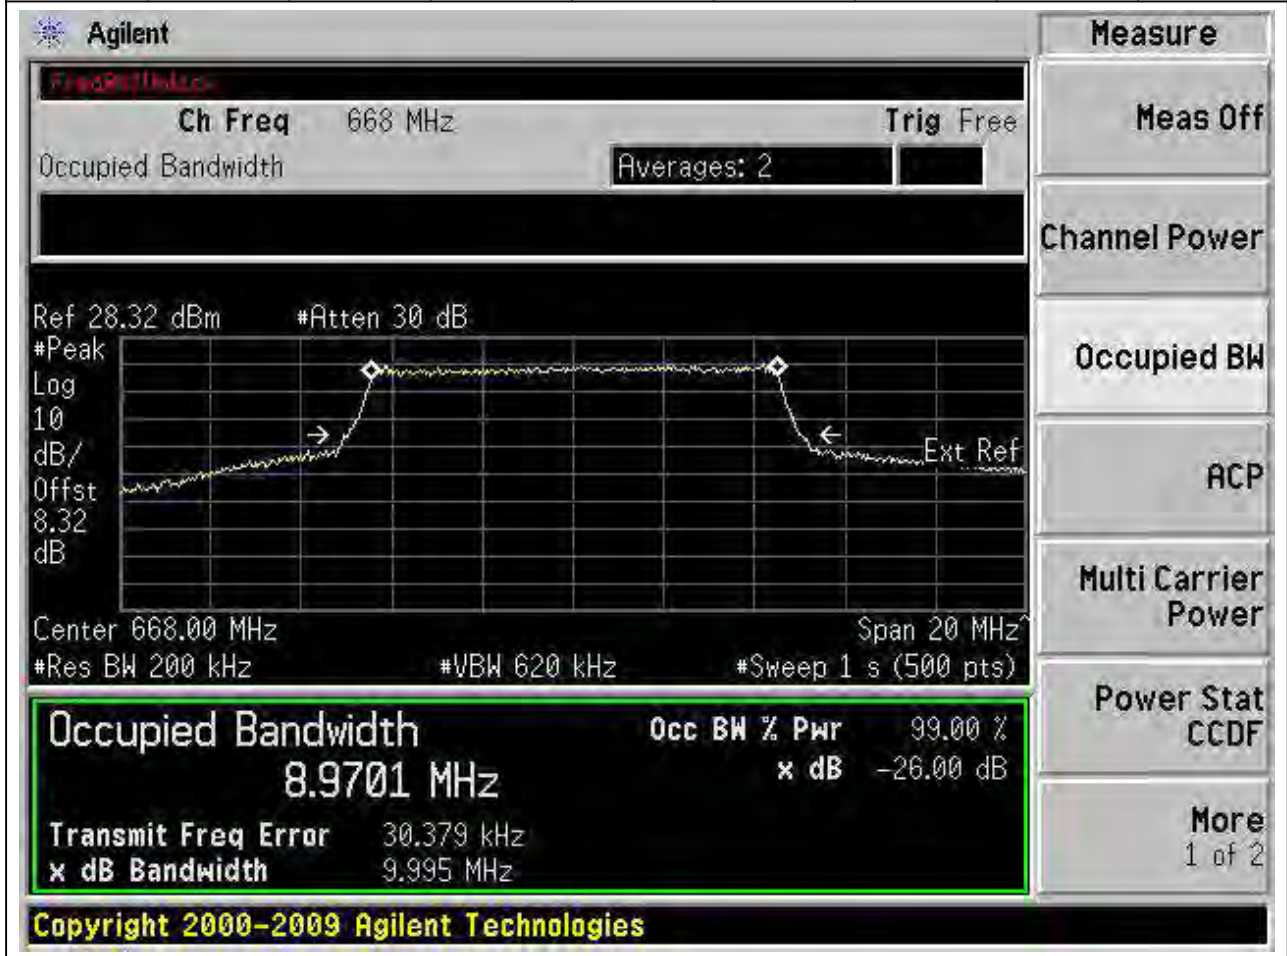 Agilent
Measure
Ch Freq 668 MHz Trig Free
Occupied Bandwidth Averages: 2
Ref 28.32 dBm #Atten 30 dB
#Peak
Log
10
dB/
Offst
8.32
dB
Ext Ref
Center 668.00 MHz Span 20 MHz^
#Res BW 200 kHz #VBW 620 kHz #Sweep 1 s (500 pts)
Occupied Bandwidth
8.9701 MHz
Occ BW % Pwr 99.00 %
x dB -26.00 dB
Transmit Freq Error 30.379 kHz
x dB Bandwidth 9.995 MHz
Copyright 2000-2009 Agilent Technologies
Meas Off
Channel Power
Occupied BW
ACP
Multi Carrier
Power
Power Stat
CCDF
More
1 of 2